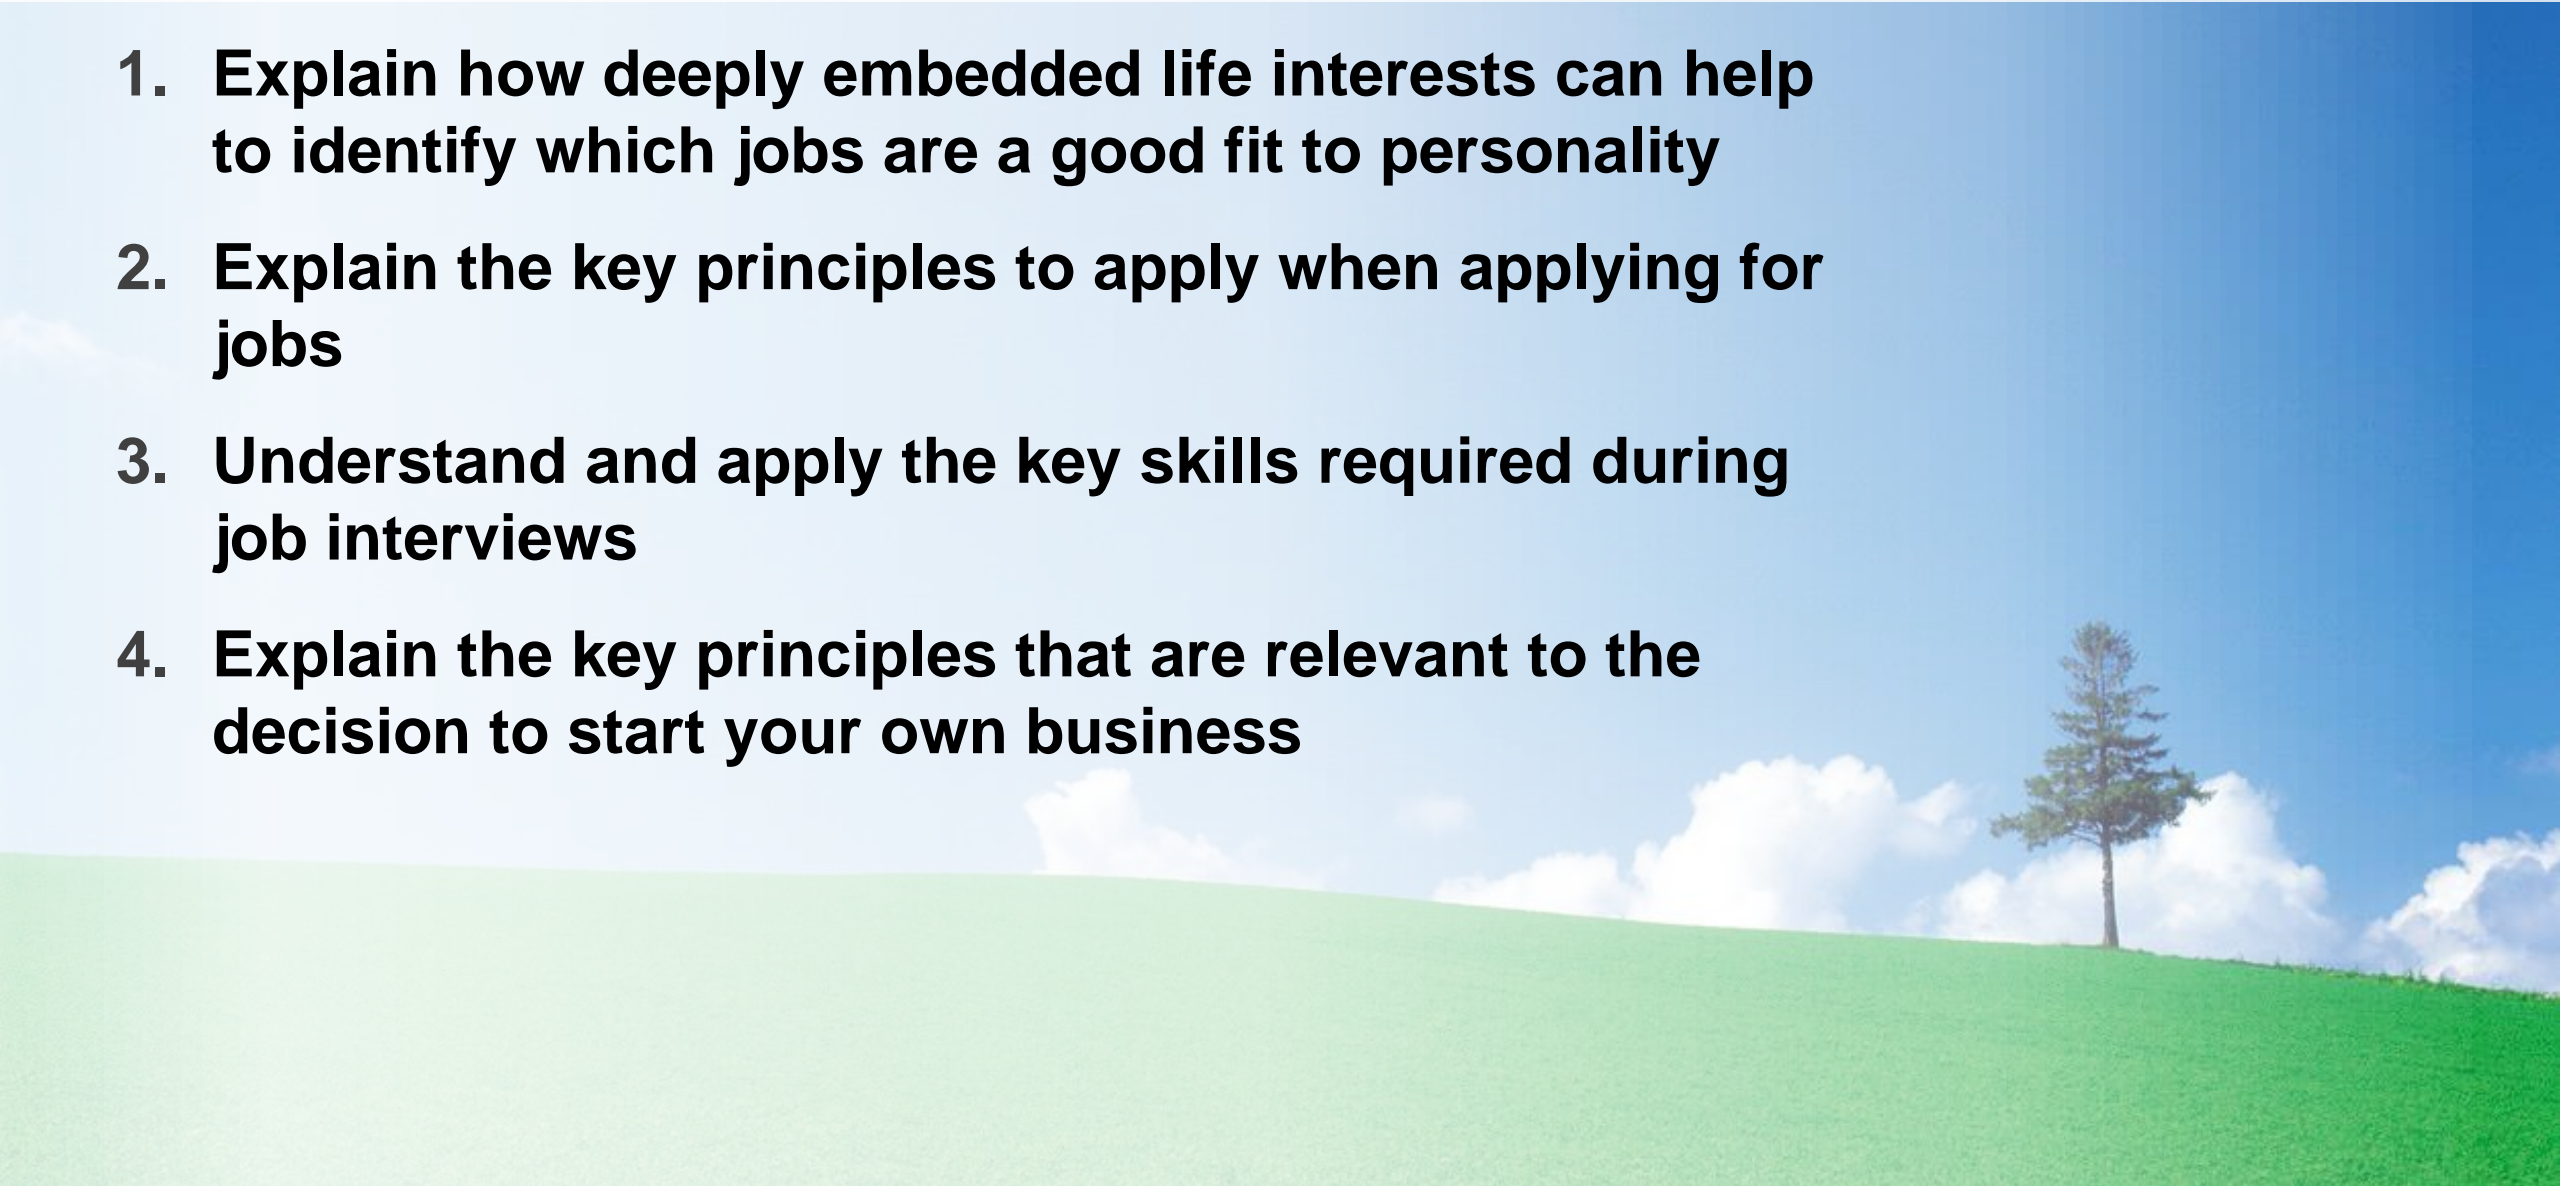 1. Explain how deeply embedded life interests can help
to identify which jobs are a good fit to personality
2. Explain the key principles to apply when applying for
jobs
3. Understand and apply the key skills required during
job interviews
4. Explain the key principles that are relevant to the
decision to start your own business